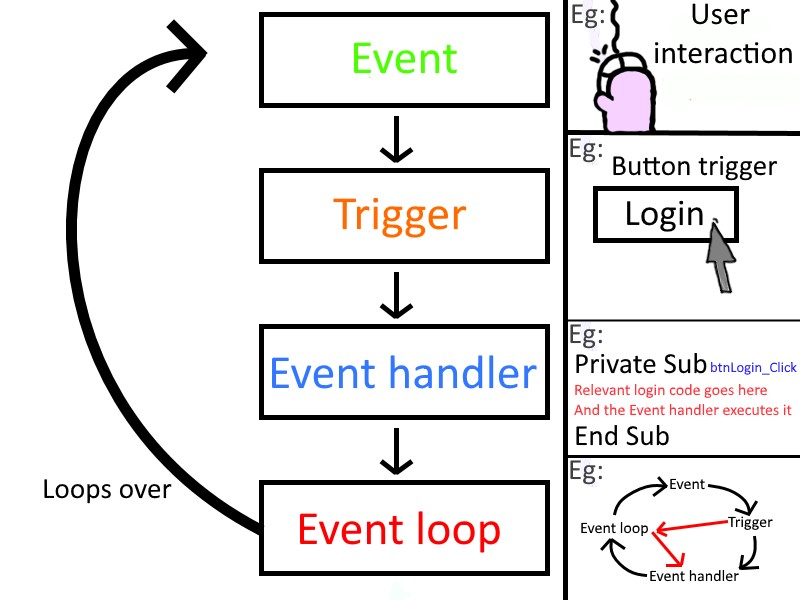 Event
Trigger
Event handler
Event loop
Loops over
Eg:
User
interaction
Eg:
Button trigger
Login
Eg:
Private Sub btnLogin_Click
Relevant login code goes here
And the Event handler executes it
End Sub
Eg:
Event
Trigger
Event loop
Event handler